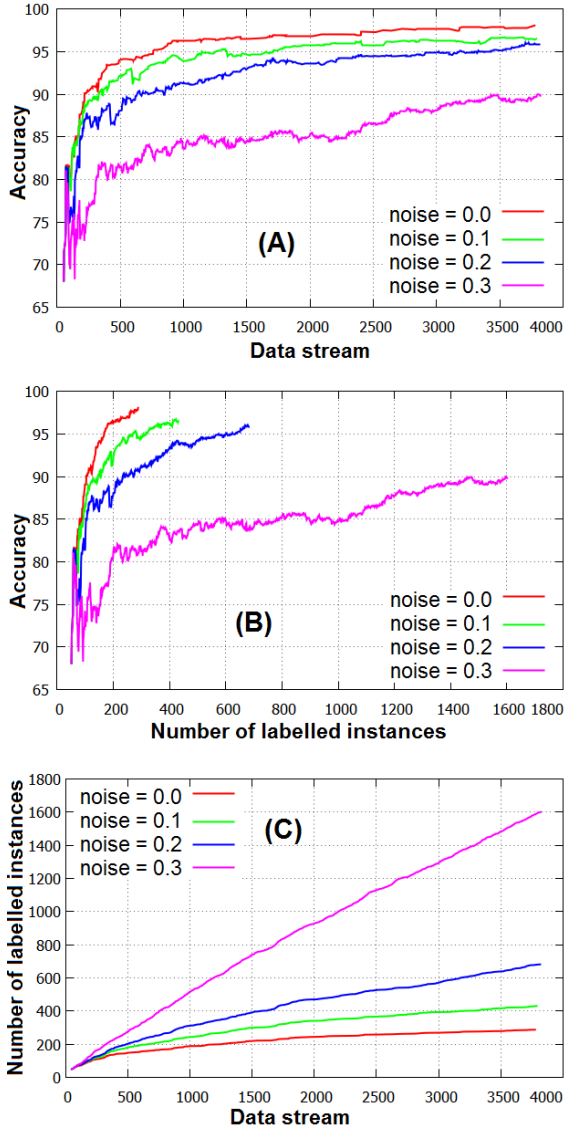 100
95
90
85
80
75
70
65
Accuracy
noise = 0.0
noise = 0.1
noise = 0.2
noise = 0.3
(A)
0 500 1000 1500 2000 2500 3000 3500 4000
Data stream
100
95
90
85
80
75
70
65
Accuracy
noise = 0.0
noise = 0.1
noise = 0.2
noise = 0.3
(B)
0 200 400 600 800 1000 1200 1400 1600 1800
Number of labelled instances
1800
1600
1400
1200
1000
800
600
400
200
0
Number of labelled instances
noise = 0.0
noise = 0.1
noise = 0.2
noise = 0.3
(C)
0 500 1000 1500 2000 2500 3000 3500 4000
Data stream